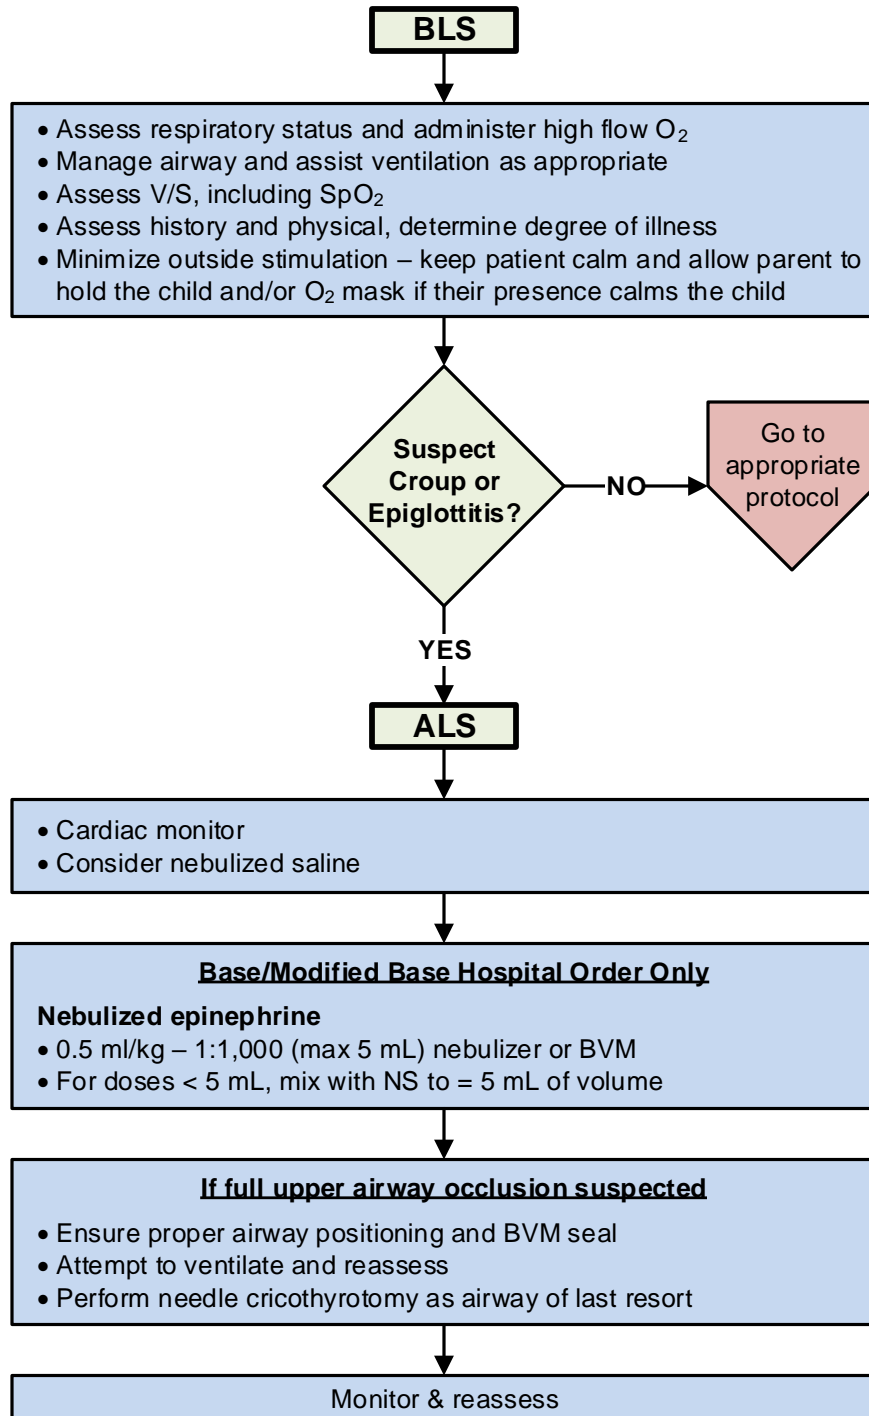 BLS
• Assess respiratory status and administer high flow O₂
• Manage airway and assist ventilation as appropriate
• Assess V/S, including SpO₂
• Assess history and physical, determine degree of illness
• Minimize outside stimulation – keep patient calm and allow parent to
hold the child and/or O₂ mask if their presence calms the child
Suspect
Croup or
Epiglottitis?
NO
Go to
appropriate
protocol
YES
ALS
• Cardiac monitor
• Consider nebulized saline
Base/Modified Base Hospital Order Only
Nebulized epinephrine
• 0.5 ml/kg – 1:1,000 (max 5 mL) nebulizer or BVM
• For doses < 5 mL, mix with NS to = 5 mL of volume
If full upper airway occlusion suspected
• Ensure proper airway positioning and BVM seal
• Attempt to ventilate and reassess
• Perform needle cricothyrotomy as airway of last resort
Monitor & reassess